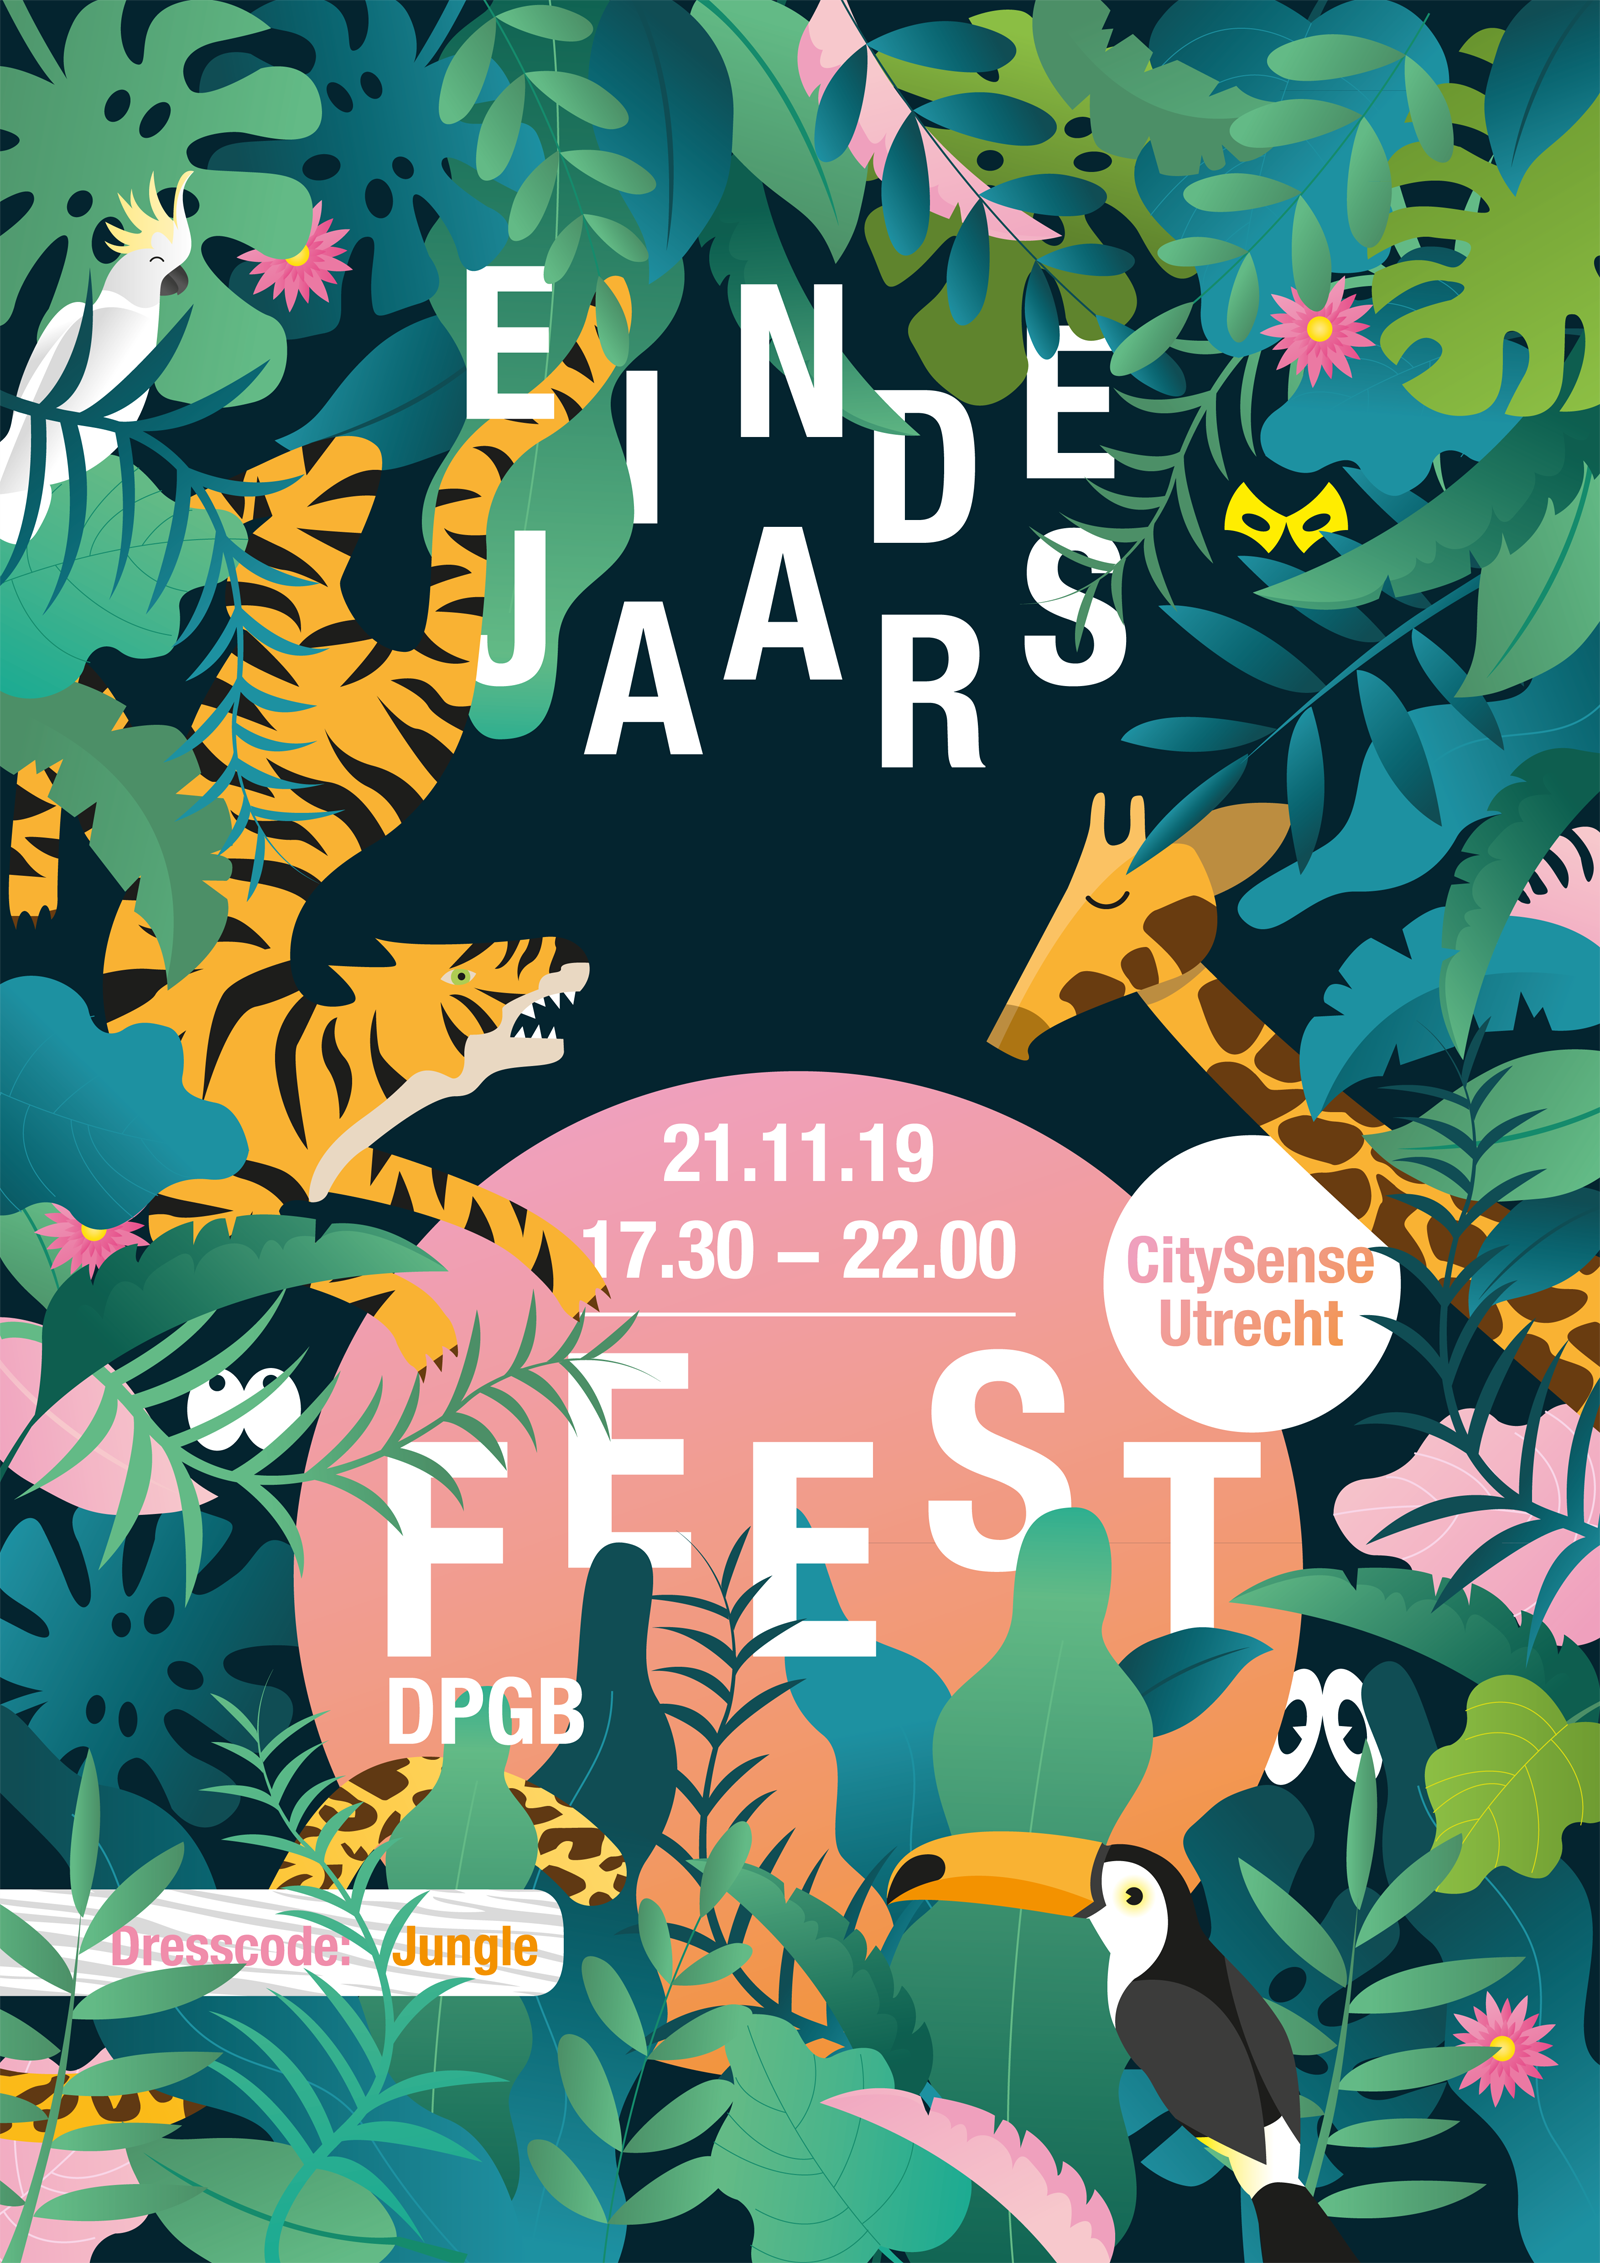 EINDE
JAARS
21.11.19
17.30 – 22.00
CitySense
Utrecht
FEEST
DPGB
Dresscode: Jungle